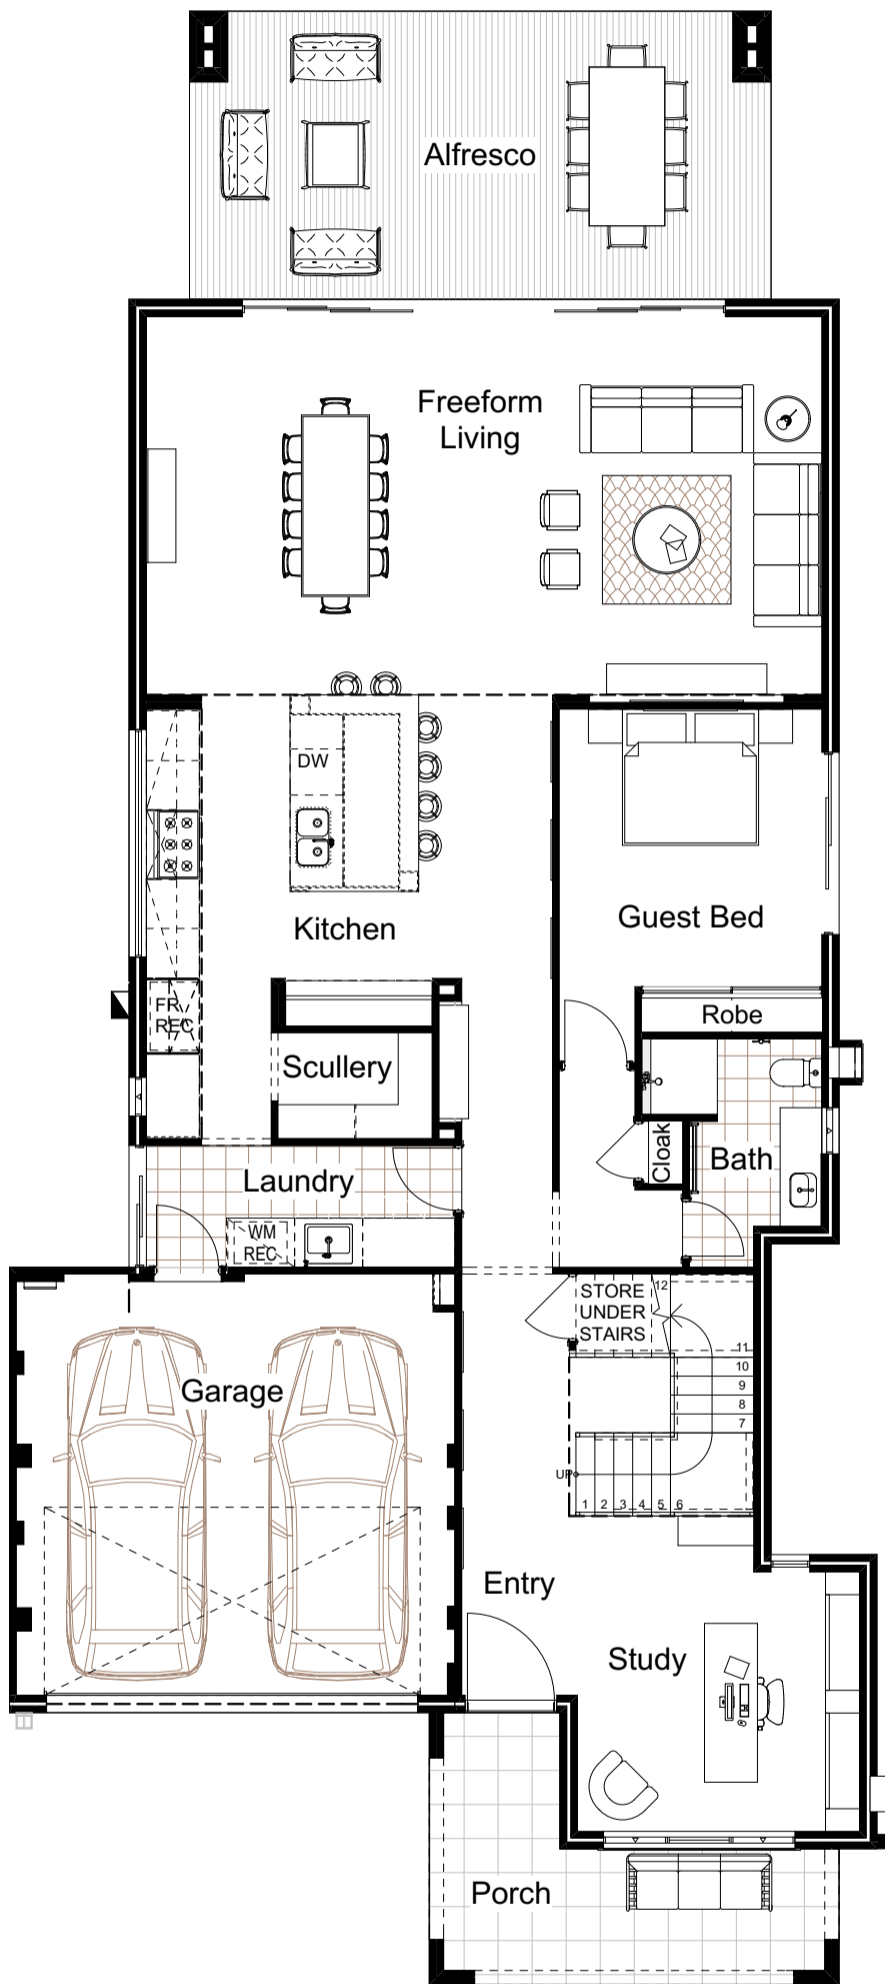 Alfresco
Freeform
Living
DW
Kitchen
Guest Bed
FR
REC
Robe
Scullery
Cloak
Bath
Laundry
WM
REC
STORE
UNDER
STAIRS
12
11
10
9
8
7
Garage
UP
1 2 3 4 5 6
Entry
Study
Porch